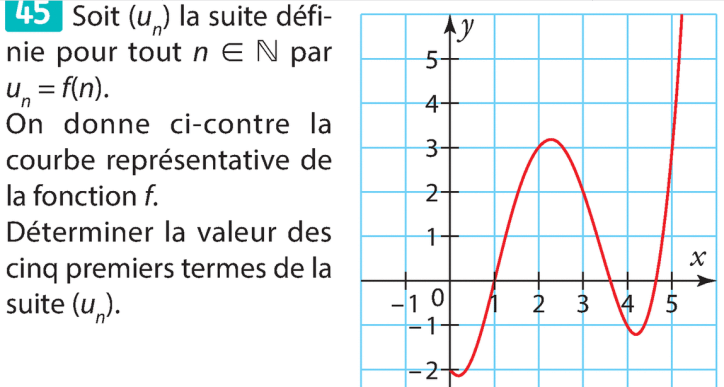 45 Soit (uₙ) la suite défi-
nie pour tout n ∈ ℕ par
uₙ = f(n).
On donne ci-contre la
courbe représentative de
la fonction f.
Déterminer la valeur des
cinq premiers termes de la
suite (uₙ).
y
5
4
3
2
1
x
−1 0 1 2 3 4 5
−1
−2